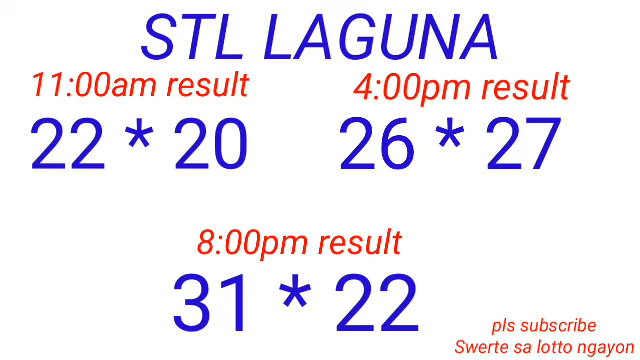 STL LAGUNA
11:00am result
22 * 20
4:00pm result
26 * 27
8:00pm result
31 * 22
pls subscribe
Swerte sa lotto ngayon